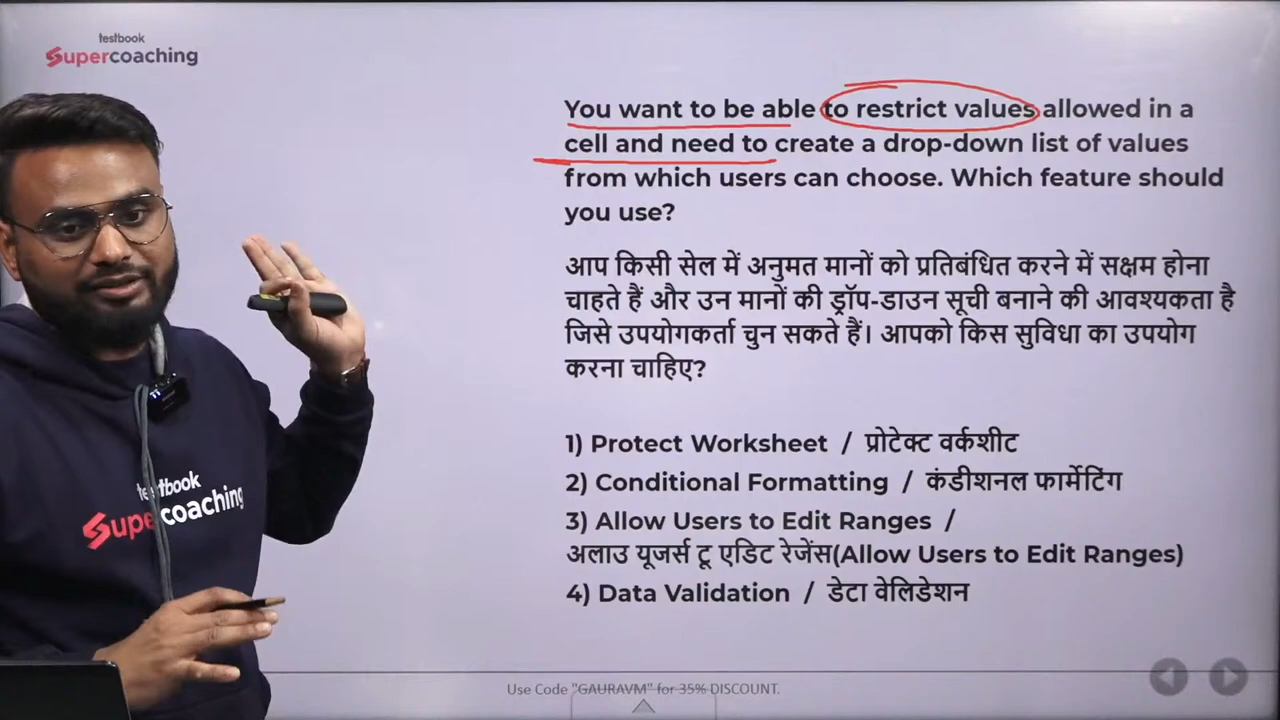 testbook
Supercoaching
You want to be able to restrict values allowed in a
cell and need to create a drop-down list of values
from which users can choose. Which feature should
you use?
आप किसी सेल में अनुमत मानों को प्रतिबंधित करने में सक्षम होना
चाहते हैं और उन मानों की ड्रॉप-डाउन सूची बनाने की आवश्यकता है
जिसे उपयोगकर्ता चुन सकते हैं। आपको किस सुविधा का उपयोग
करना चाहिए?
1) Protect Worksheet / प्रोटेक्ट वर्कशीट
2) Conditional Formatting / कंडीशनल फार्मेटिंग
3) Allow Users to Edit Ranges /
अलाउ यूजर्स टू एडिट रेजेंस(Allow Users to Edit Ranges)
4) Data Validation / डेटा वेलिडेशन
testbook
Supercoaching
Use Code "GAURAVM" for 35% DISCOUNT.